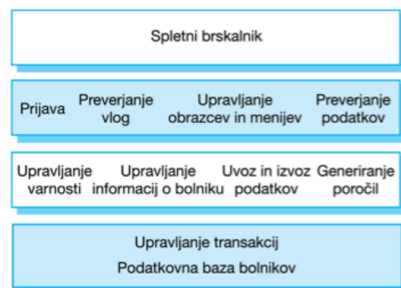 Spletni brskalnik
Prijava Preverjanje vlog Upravljanje obrazcev in menijev Preverjanje podatkov
Upravljanje varnosti Upravljanje informacij o bolniku Uvoz in izvoz podatkov Generiranje poročil
Upravljanje transakcij
Podatkovna baza bolnikov